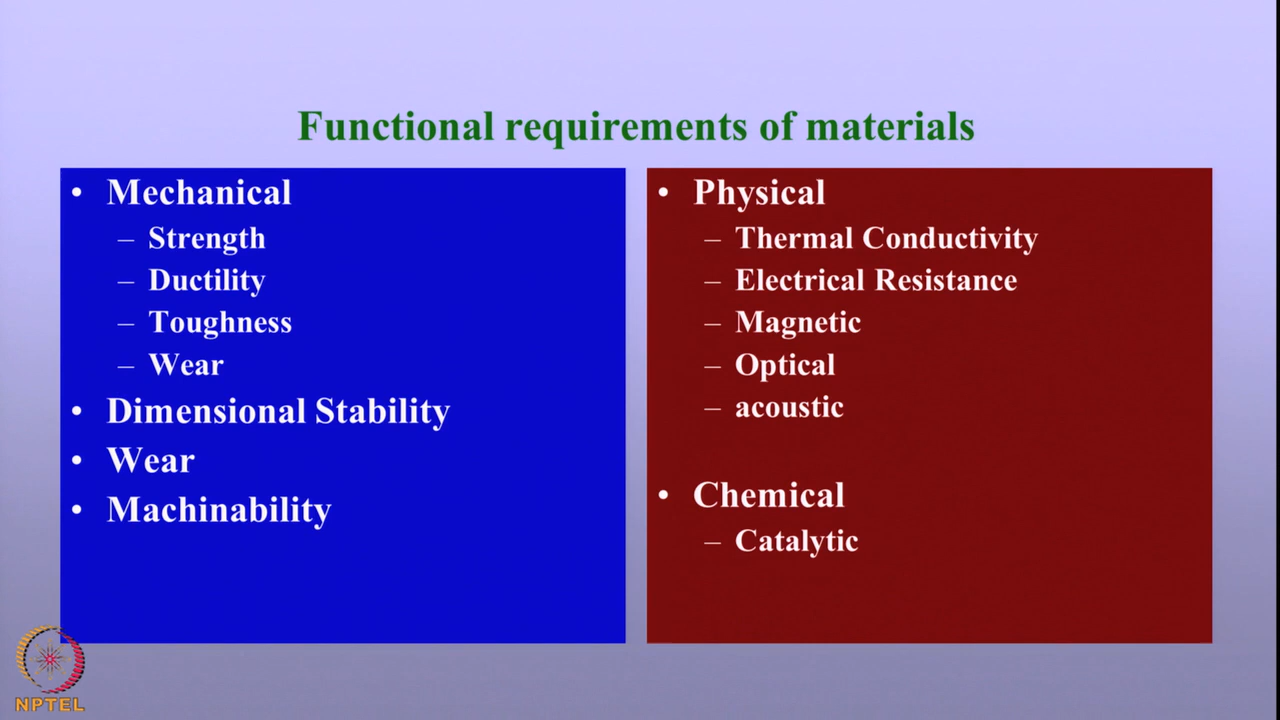 Functional requirements of materials
• Mechanical
– Strength
– Ductility
– Toughness
– Wear
• Dimensional Stability
• Wear
• Machinability
• Physical
– Thermal Conductivity
– Electrical Resistance
– Magnetic
– Optical
– acoustic
• Chemical
– Catalytic
NPTEL